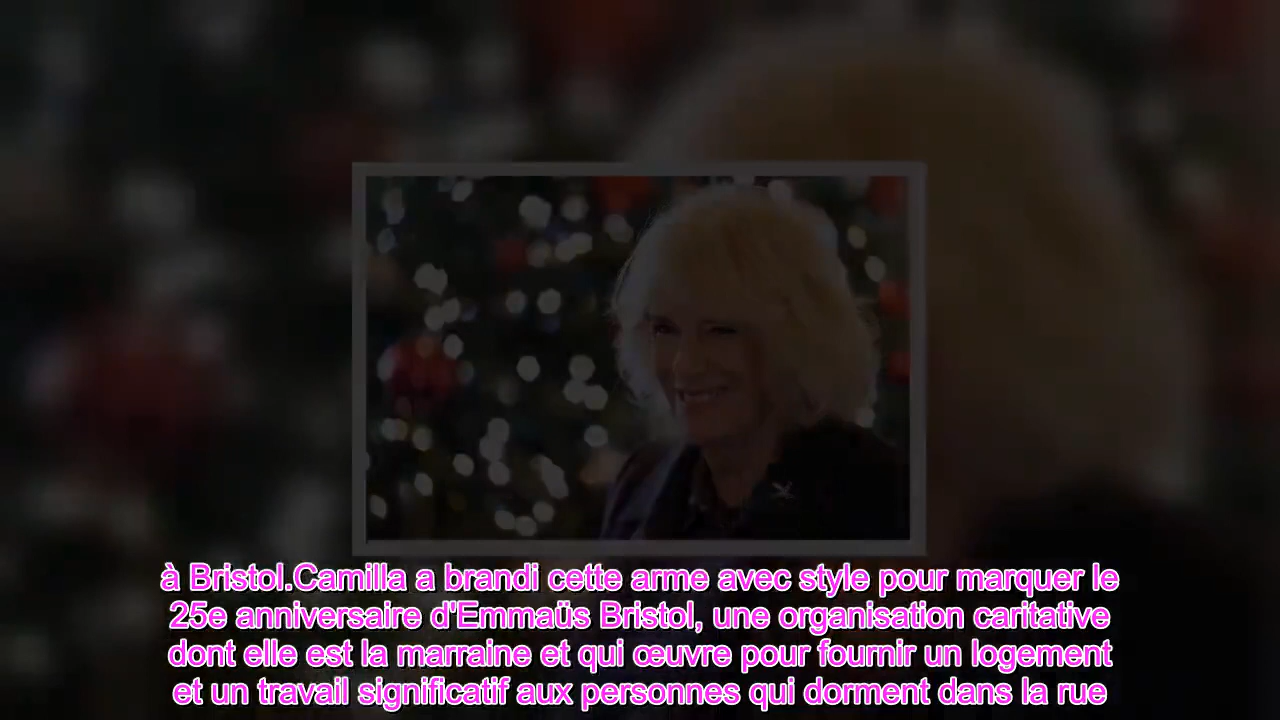 à Bristol.Camilla a brandi cette arme avec style pour marquer le
25e anniversaire d'Emmaüs Bristol, une organisation caritative
dont elle est la marraine et qui œuvre pour fournir un logement
et un travail significatif aux personnes qui dorment dans la rue